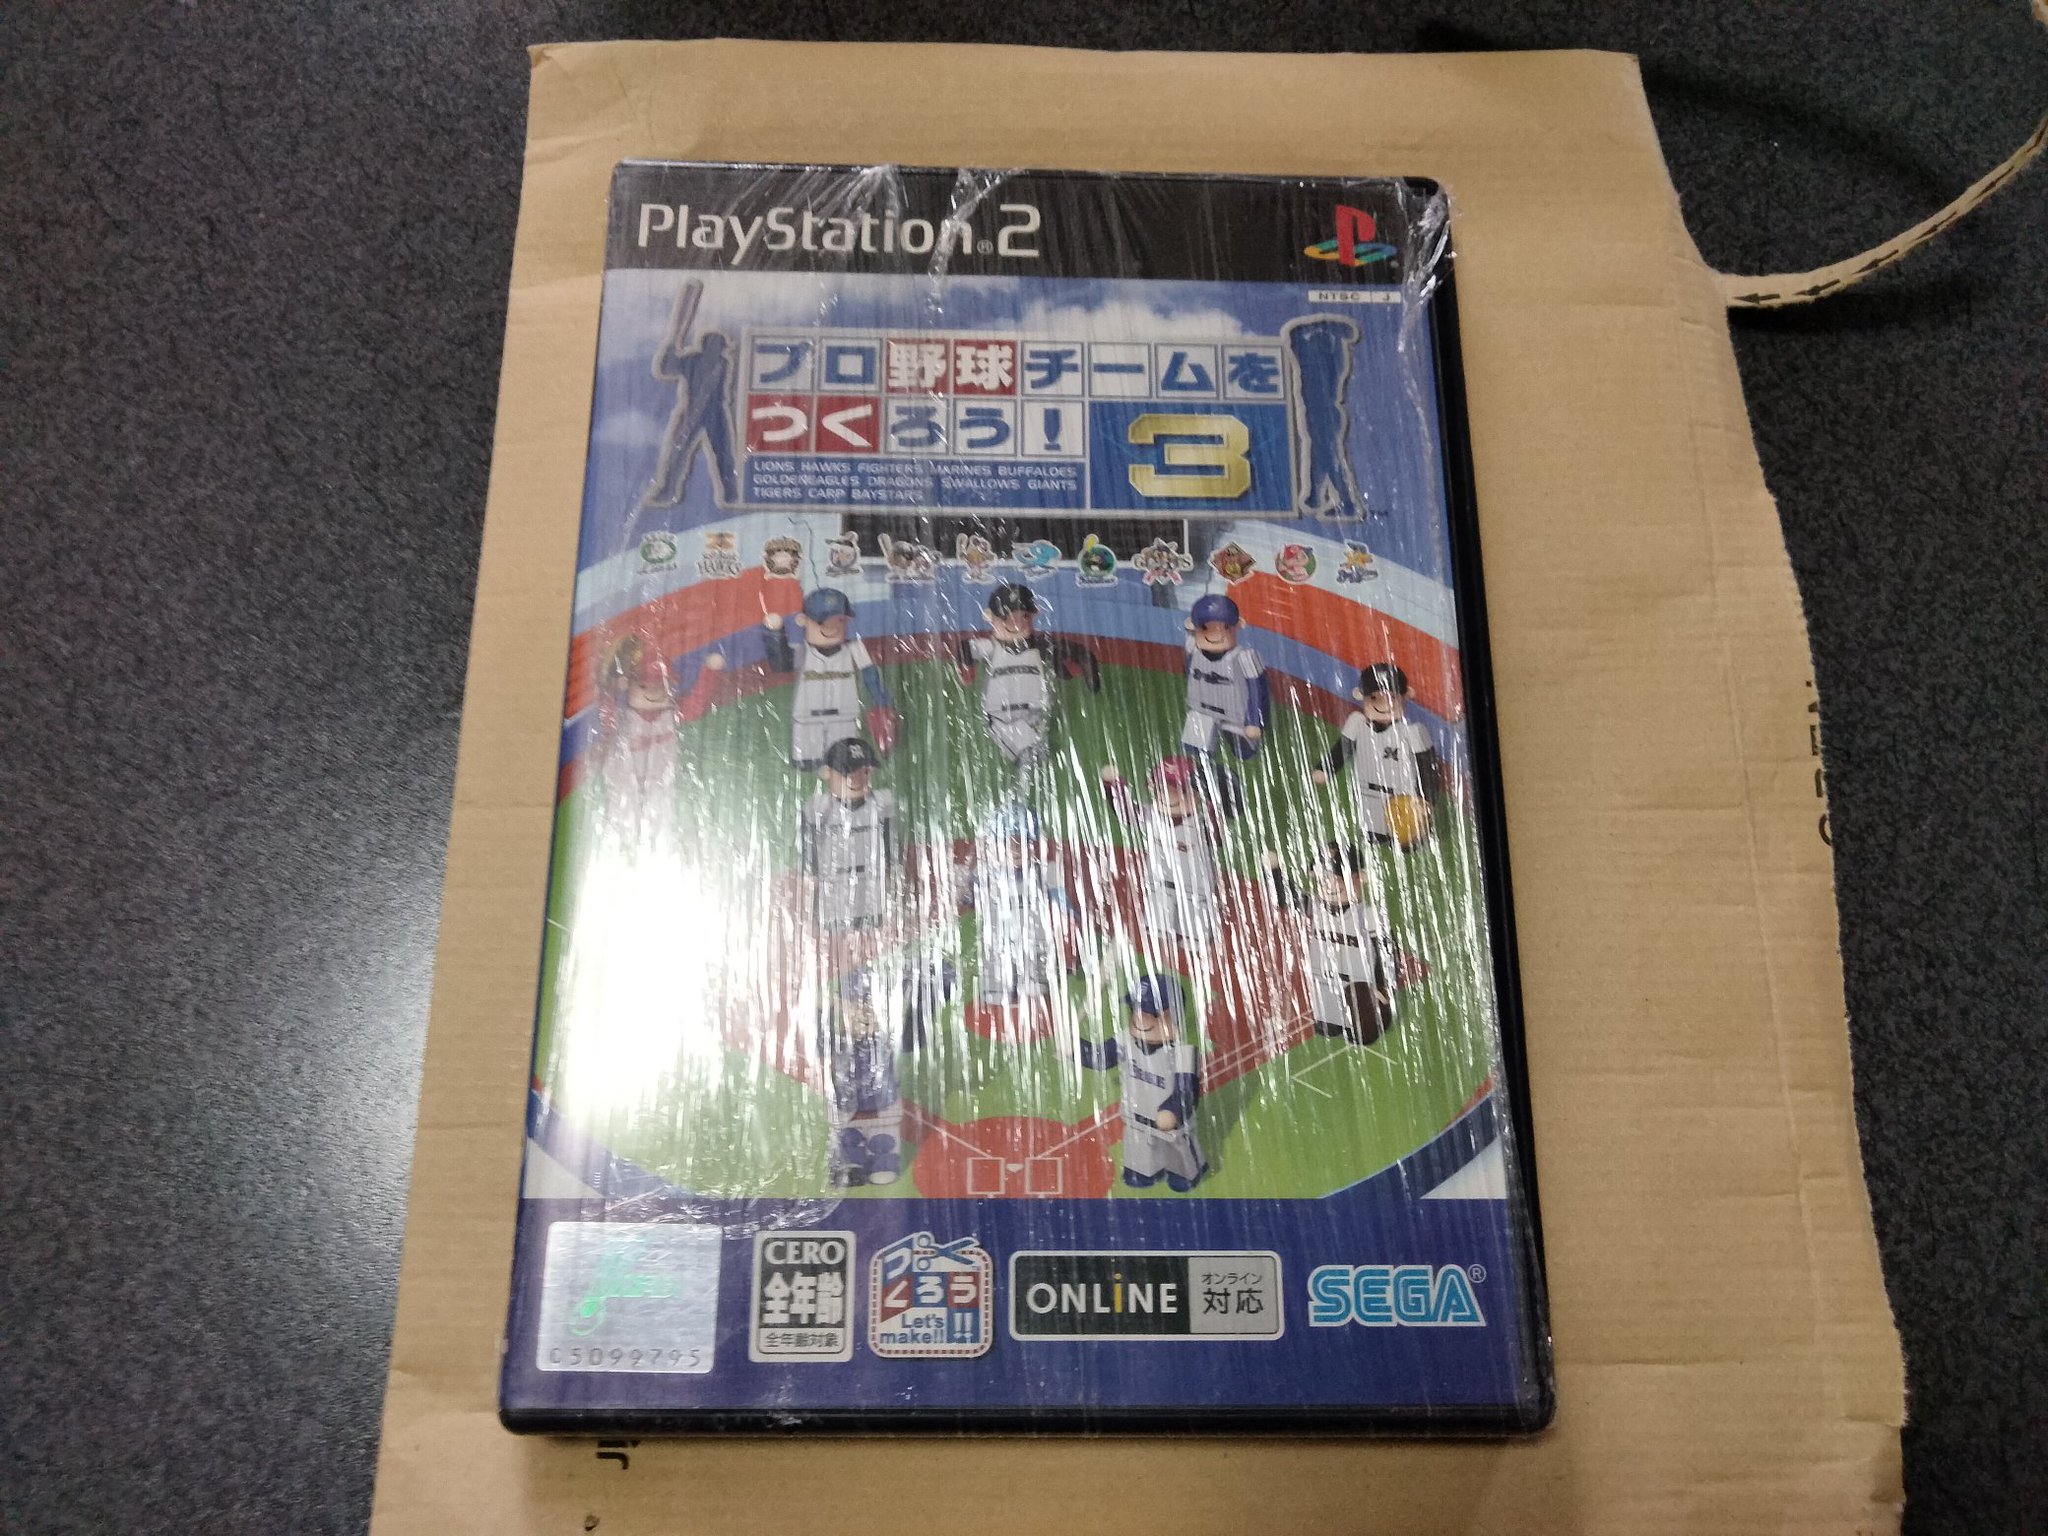 PlayStation®2
NTSC J
プロ野球チームを
つくろう！3
LIONS HAWKS FIGHTERS MARINES BUFFALOES
GOLDENEAGLES DRAGONS SWALLOWS GIANTS
TIGERS CARP BAYSTARS
TM
CERO
全年齢
全年齢対象
つくろう!!
Let's
make!!
ONLiNE
オンライン
対応
SEGA®
C5099795